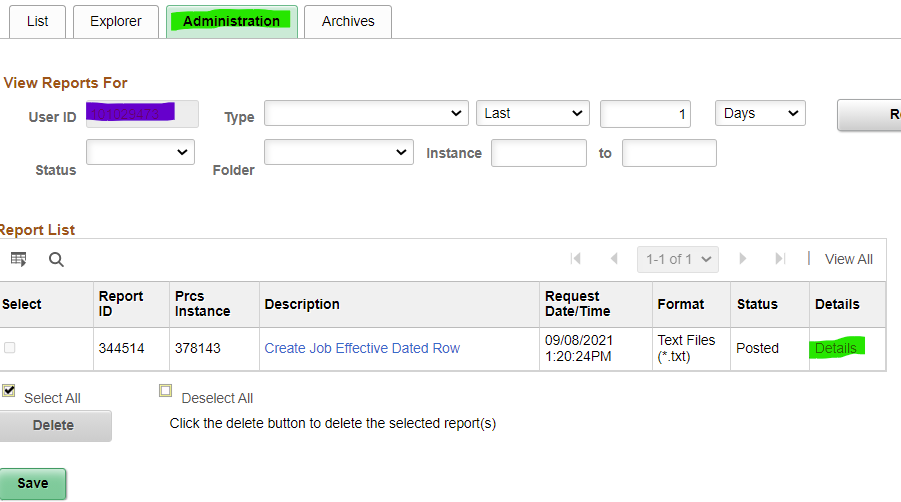 List Explorer Administration Archives
View Reports For
User ID Type Last 1 Days
Status Folder Instance to
Report List
1-1 of 1 | View All
Select Report ID Prcs Instance Description Request Date/Time Format Status Details
344514 378143 Create Job Effective Dated Row 09/08/2021 1:20:24PM Text Files (*.txt) Posted Details
Select All Deselect All
Delete Click the delete button to delete the selected report(s)
Save